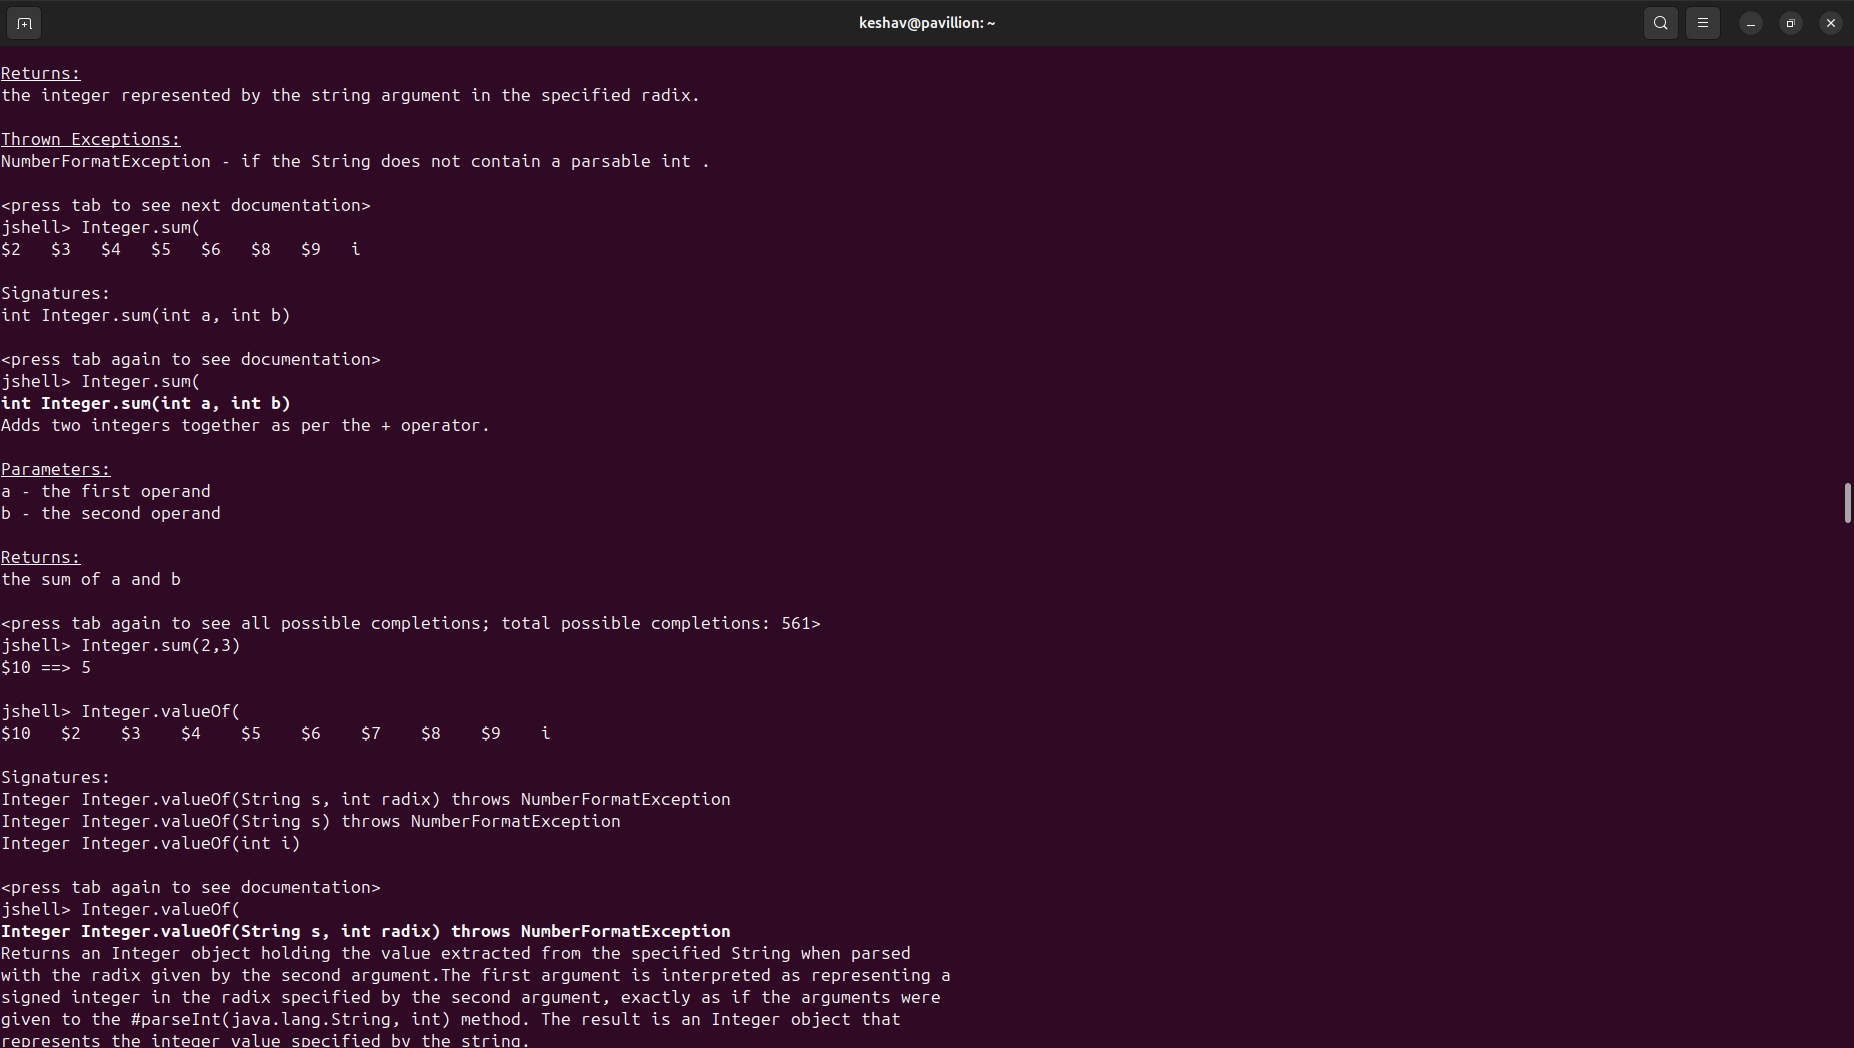 keshav@pavillion: ~
Returns:
the integer represented by the string argument in the specified radix.
Thrown Exceptions:
NumberFormatException - if the String does not contain a parsable int .
<press tab to see next documentation>
jshell> Integer.sum(
$2   $3   $4   $5   $6   $8   $9   i
Signatures:
int Integer.sum(int a, int b)
<press tab again to see documentation>
jshell> Integer.sum(
int Integer.sum(int a, int b)
Adds two integers together as per the + operator.
Parameters:
a - the first operand
b - the second operand
Returns:
the sum of a and b
<press tab again to see all possible completions; total possible completions: 561>
jshell> Integer.sum(2,3)
$10 ==> 5
jshell> Integer.valueOf(
$10   $2    $3    $4    $5    $6    $7    $8    $9    i
Signatures:
Integer Integer.valueOf(String s, int radix) throws NumberFormatException
Integer Integer.valueOf(String s) throws NumberFormatException
Integer Integer.valueOf(int i)
<press tab again to see documentation>
jshell> Integer.valueOf(
Integer Integer.valueOf(String s, int radix) throws NumberFormatException
Returns an Integer object holding the value extracted from the specified String when parsed
with the radix given by the second argument.The first argument is interpreted as representing a
signed integer in the radix specified by the second argument, exactly as if the arguments were
given to the #parseInt(java.lang.String, int) method. The result is an Integer object that
represents the integer value specified by the string.